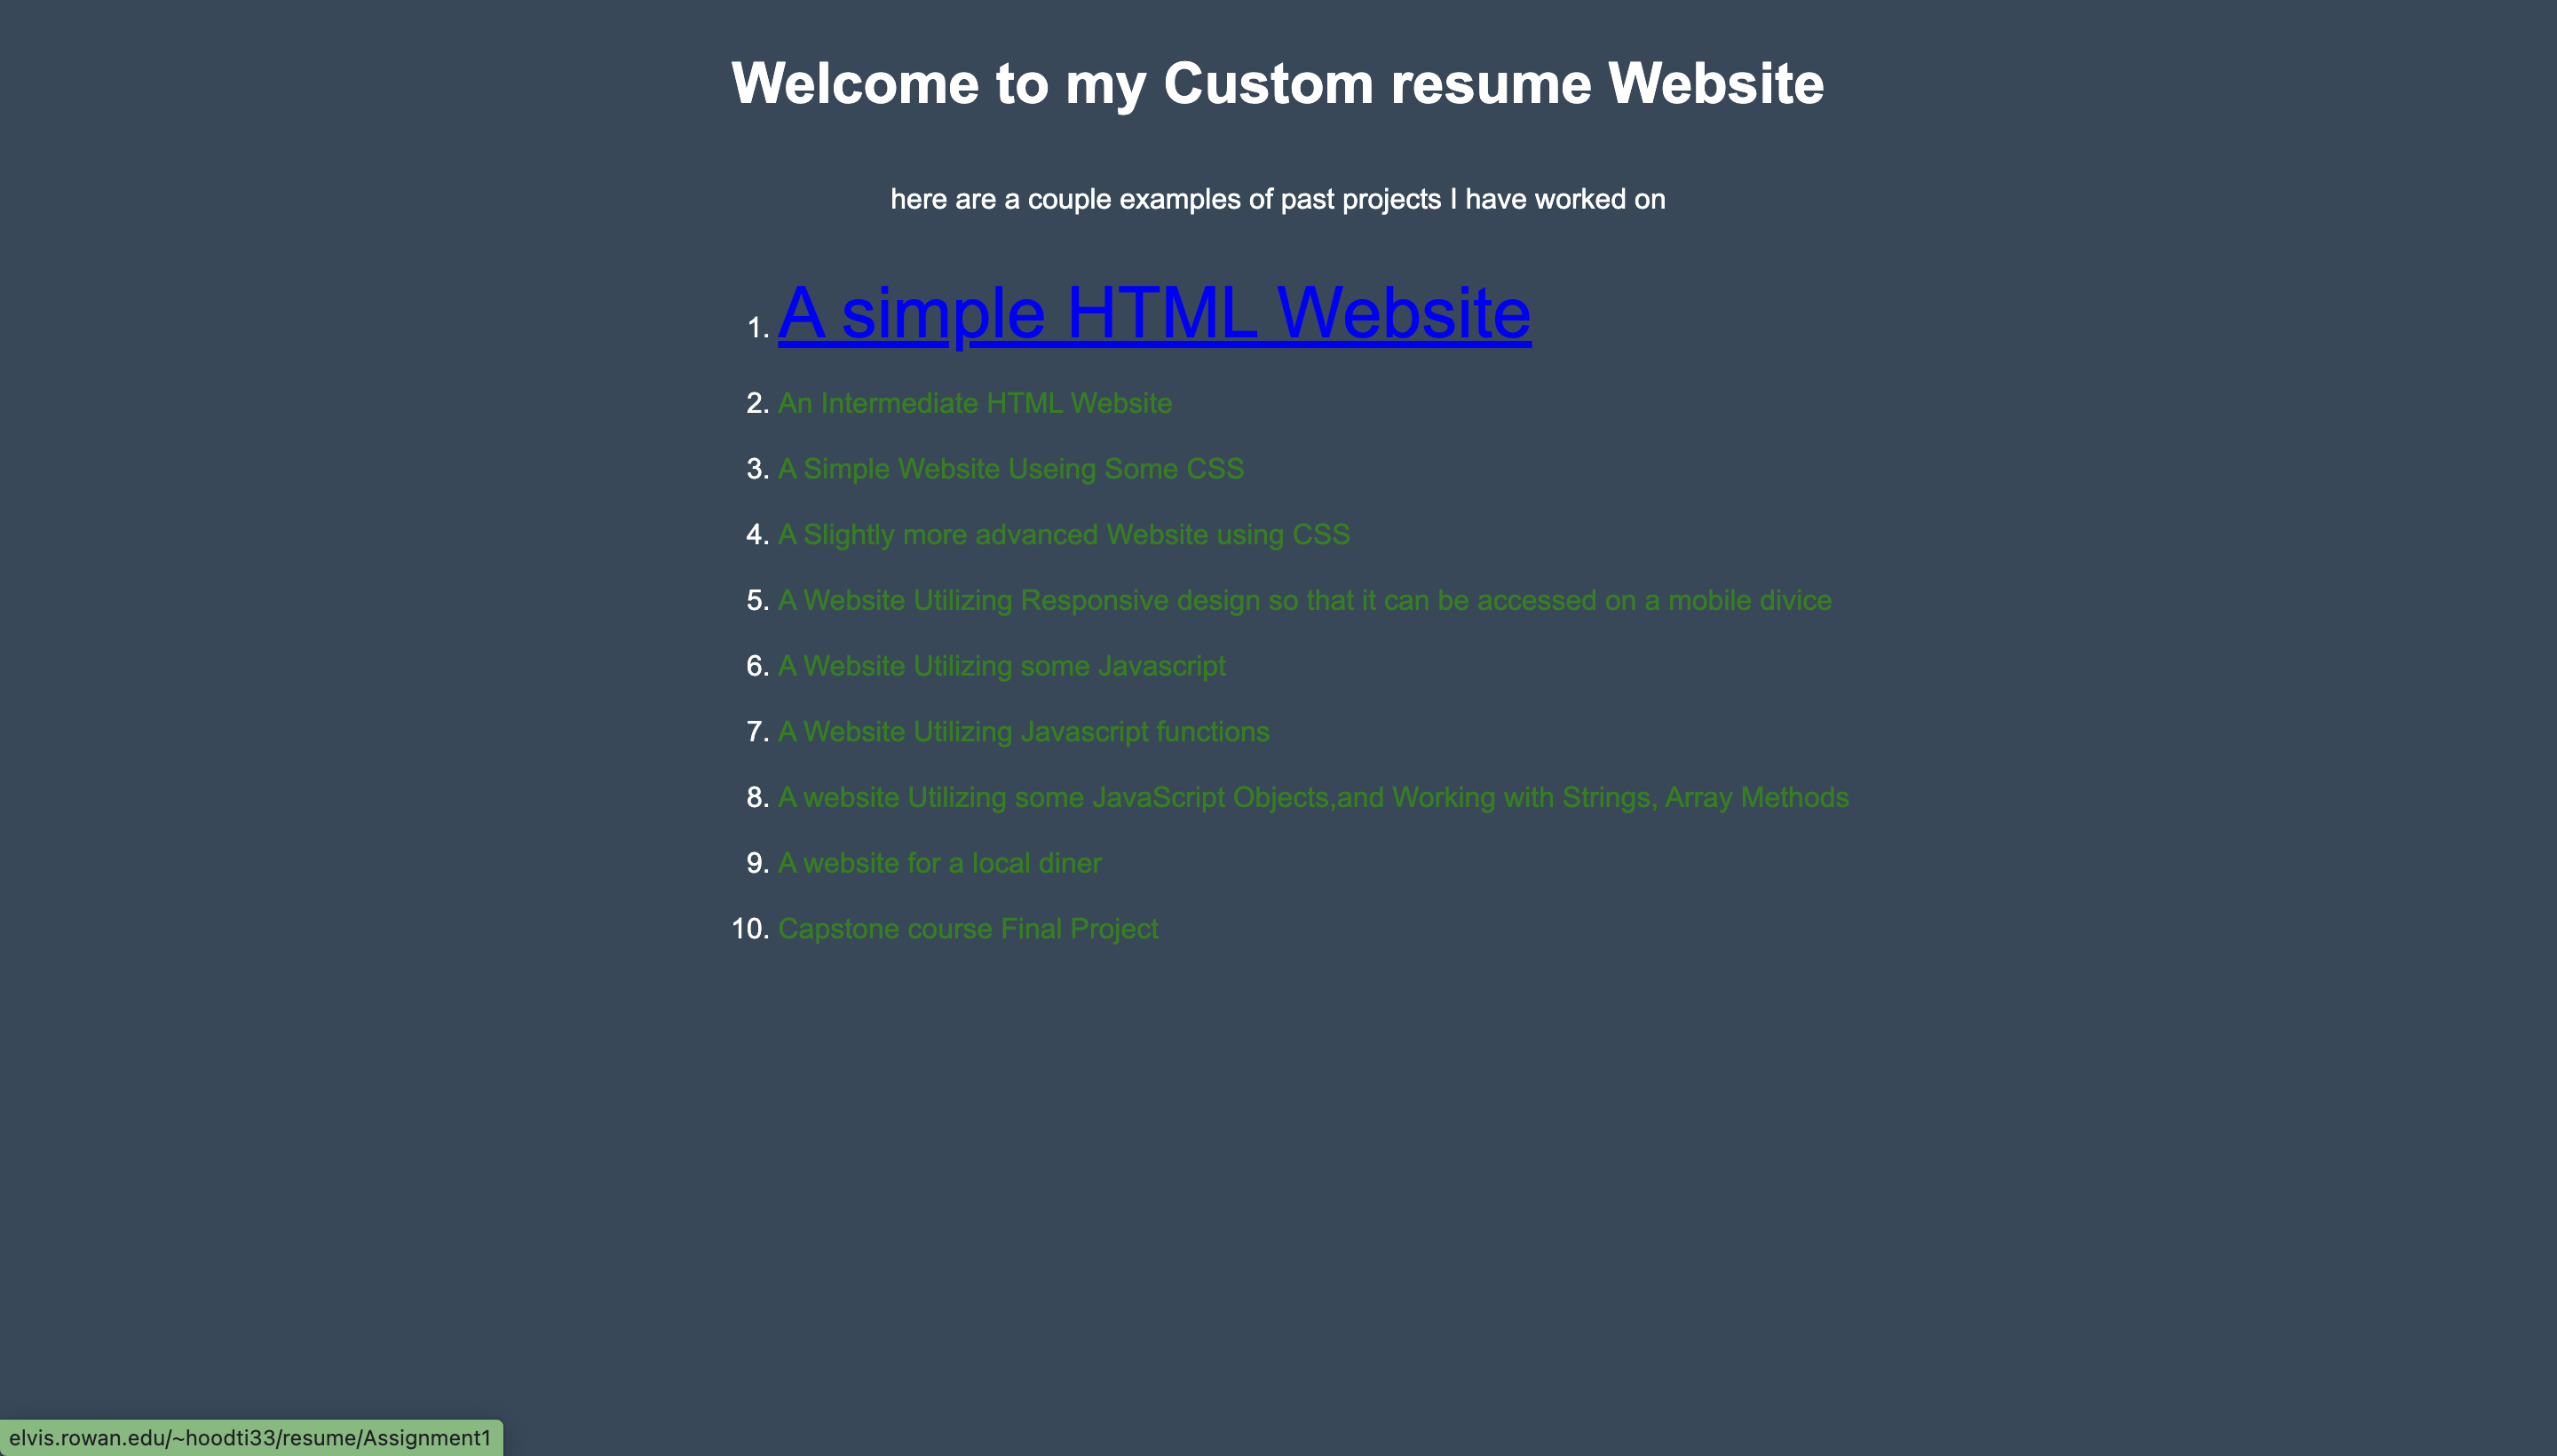 Welcome to my Custom resume Website
here are a couple examples of past projects I have worked on
1. A simple HTML Website
2. An Intermediate HTML Website
3. A Simple Website Useing Some CSS
4. A Slightly more advanced Website using CSS
5. A Website Utilizing Responsive design so that it can be accessed on a mobile divice
6. A Website Utilizing some Javascript
7. A Website Utilizing Javascript functions
8. A website Utilizing some JavaScript Objects,and Working with Strings, Array Methods
9. A website for a local diner
10. Capstone course Final Project
elvis.rowan.edu/~hoodti33/resume/Assignment1